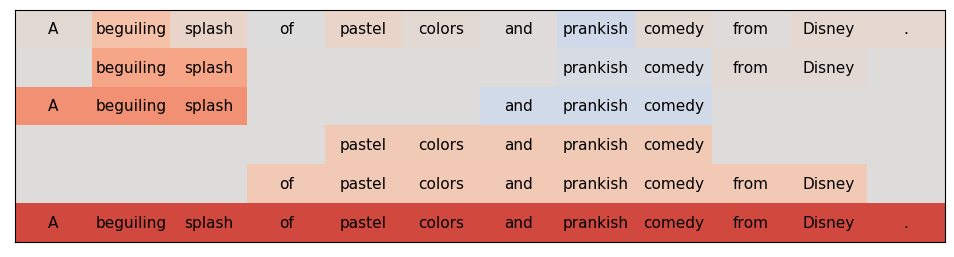 A beguiling splash of pastel colors and prankish comedy from Disney .
beguiling splash prankish comedy from Disney
A beguiling splash and prankish comedy
pastel colors and prankish comedy
of pastel colors and prankish comedy from Disney
A beguiling splash of pastel colors and prankish comedy from Disney .